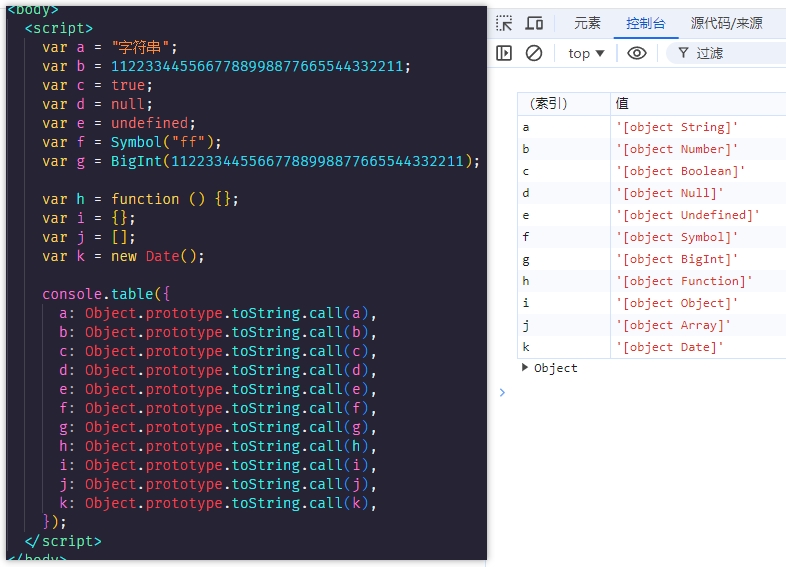 <body>
<script>
var a = "字符串";
var b = 11223344556677889988776655443322​11;
var c = true;
var d = null;
var e = undefined;
var f = Symbol("ff");
var g = BigInt(1122334455667788998877665544332211);
var h = function () {};
var i = {};
var j = [];
var k = new Date();
console.table({
a: Object.prototype.toString.call(a),
b: Object.prototype.toString.call(b),
c: Object.prototype.toString.call(c),
d: Object.prototype.toString.call(d),
e: Object.prototype.toString.call(e),
f: Object.prototype.toString.call(f),
g: Object.prototype.toString.call(g),
h: Object.prototype.toString.call(h),
i: Object.prototype.toString.call(i),
j: Object.prototype.toString.call(j),
k: Object.prototype.toString.call(k),
});
</script>
</body>
元素 控制台 源代码/来源
top ▼ 过滤
(索引) 值
a '[object String]'
b '[object Number]'
c '[object Boolean]'
d '[object Null]'
e '[object Undefined]'
f '[object Symbol]'
g '[object BigInt]'
h '[object Function]'
i '[object Object]'
j '[object Array]'
k '[object Date]'
▶ Object